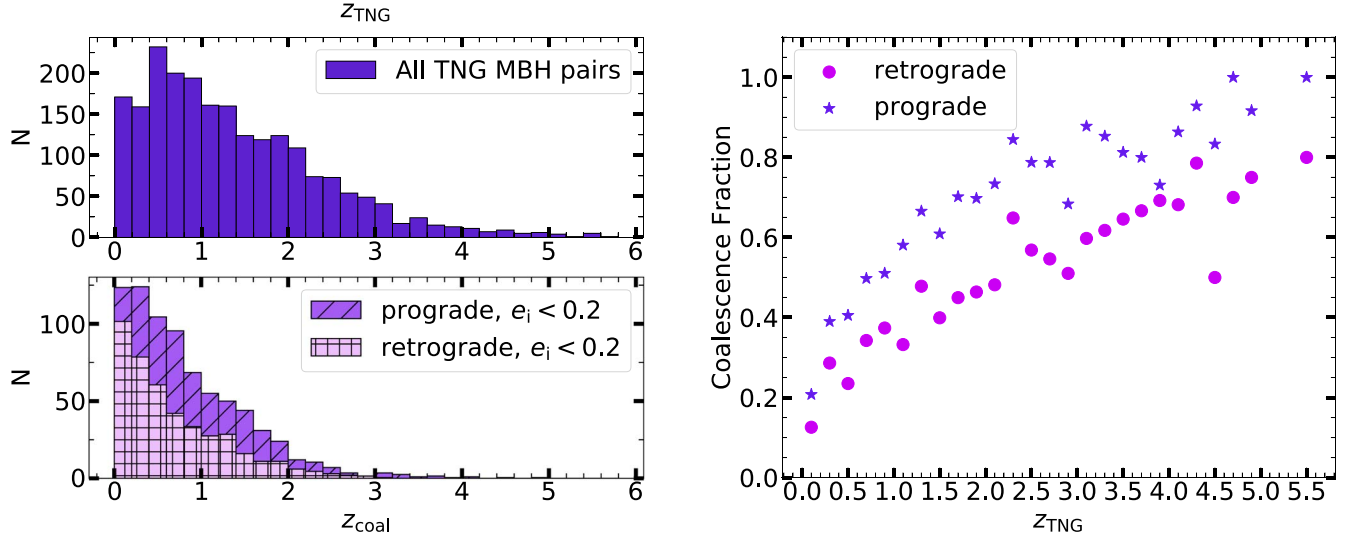 z_TNG
All TNG MBH pairs
N
200
150
100
50
0
0 1 2 3 4 5 6
prograde, e_i < 0.2
retrograde, e_i < 0.2
N
100
50
0
0 1 2 3 4 5 6
z_coal
retrograde
prograde
Coalescence Fraction
1.0
0.8
0.6
0.4
0.2
0.0
0.0 0.5 1.0 1.5 2.0 2.5 3.0 3.5 4.0 4.5 5.0 5.5
z_TNG